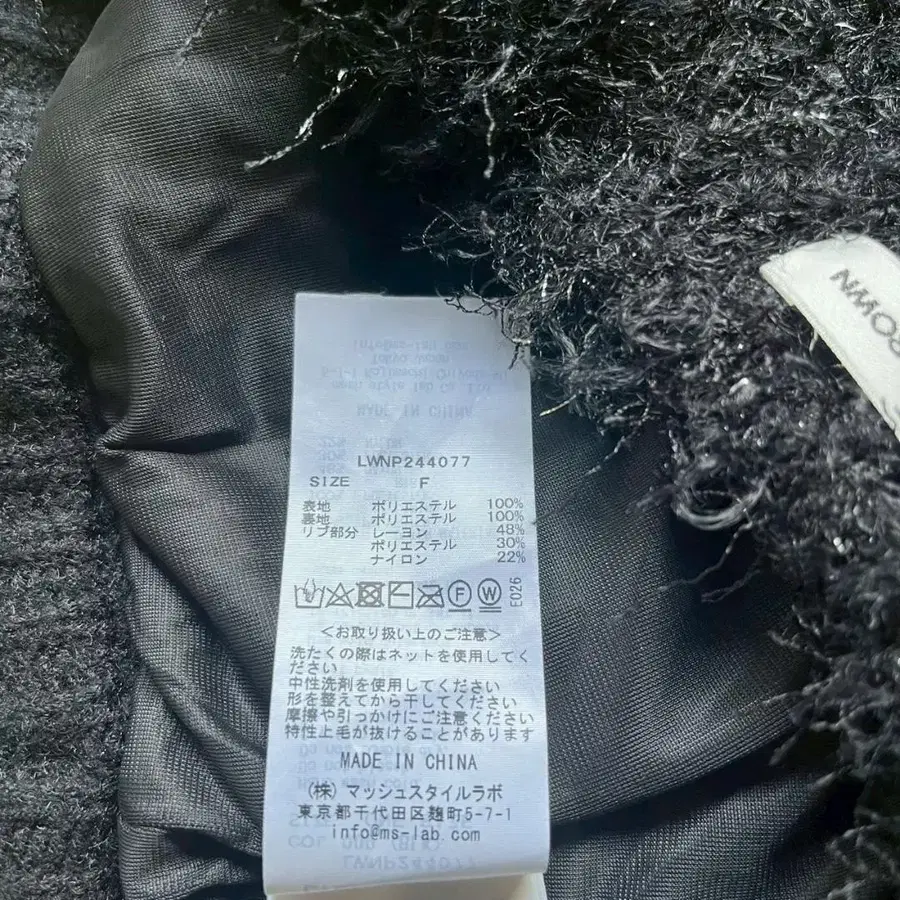 LWNP244077
SIZE F
表地 ポリエステル 100%
裏地 ポリエステル 100%
リブ部分 レーヨン 48%
ポリエステル 30%
ナイロン 22%
W
E026
<お取り扱い上のご注意>
洗たくの際はネットを使用してく
ださい
中性洗剤を使用してください
形を整えてから干してください
摩擦や引っかけにご注意ください
特性上毛が抜けることがあります
MADE IN CHINA
(株) マッシュスタイルラボ
東京都千代田区麹町5-7-1
info@ms-lab.com